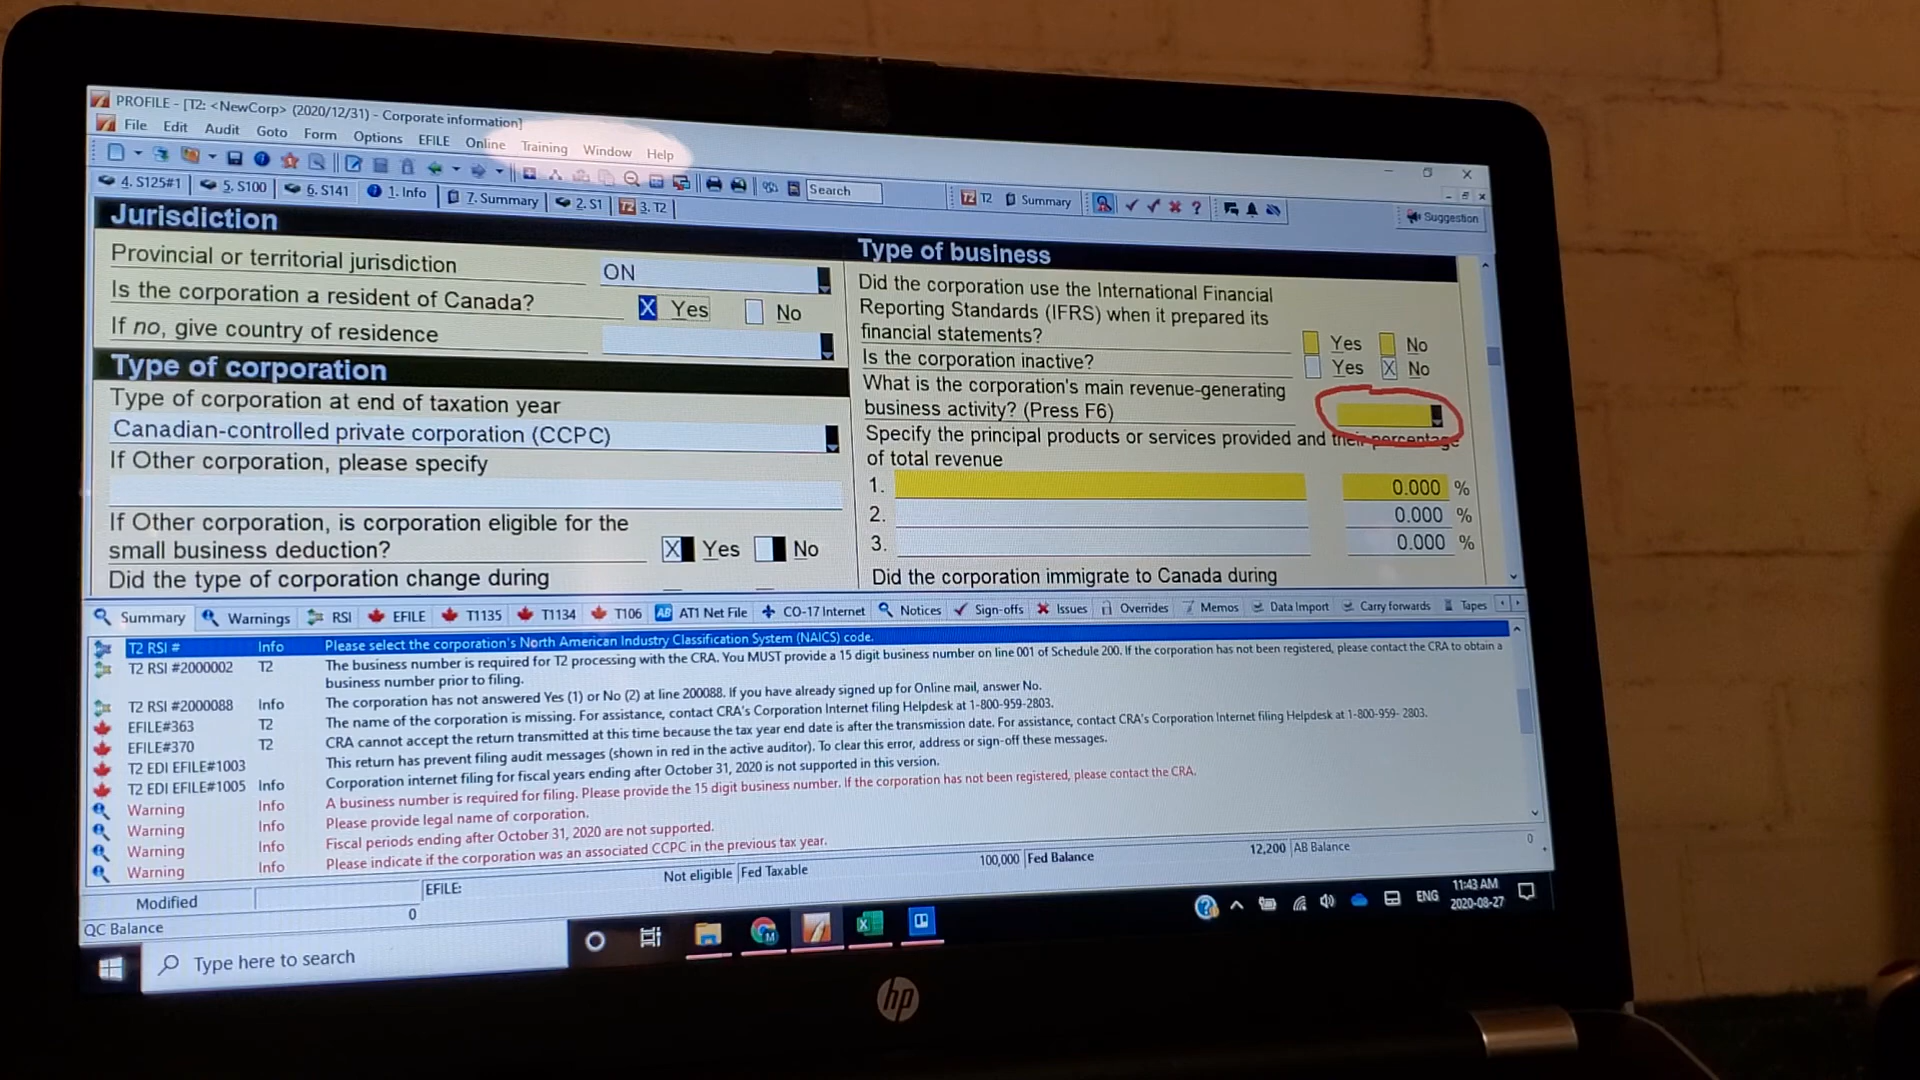 PROFILE - [T2: <NewCorp> (2020/12/31) - Corporate information]
File Edit Audit Goto Form Options EFILE Online Training Window Help
Search
T2 Summary
4. S125#1 5. S100 6. S141 1. Info 7. Summary 2. S1 3. T2
Suggestion
Jurisdiction
Provincial or territorial jurisdiction ON
Is the corporation a resident of Canada? X Yes No
If no, give country of residence
Type of corporation
Type of corporation at end of taxation year
Canadian-controlled private corporation (CCPC)
If Other corporation, please specify
If Other corporation, is corporation eligible for the
small business deduction? X Yes No
Did the type of corporation change during
Type of business
Did the corporation use the International Financial
Reporting Standards (IFRS) when it prepared its
financial statements? Yes No
Is the corporation inactive? Yes X No
What is the corporation's main revenue-generating
business activity? (Press F6)
Specify the principal products or services provided and their percentage
of total revenue
1. 0.000 %
2. 0.000 %
3. 0.000 %
Did the corporation immigrate to Canada during
Summary Warnings RSI EFILE T1135 T1134 T106 AT1 Net File CO-17 Internet Notices Sign-offs Issues Overrides Memos Data Import Carry forwards Tapes
T2 RSI # Info Please select the corporation's North American Industry Classification System (NAICS) code.
T2 RSI #2000002 T2 The business number is required for T2 processing with the CRA. You MUST provide a 15 digit business number on line 001 of Schedule 200. If the corporation has not been registered, please contact the CRA to obtain a
business number prior to filing.
T2 RSI #2000088 Info The corporation has not answered Yes (1) or No (2) at line 200088. If you have already signed up for Online mail, answer No.
EFILE#363 T2 The name of the corporation is missing. For assistance, contact CRA's Corporation Internet filing Helpdesk at 1-800-959-2803.
EFILE#370 T2 CRA cannot accept the return transmitted at this time because the tax year end date is after the transmission date. For assistance, contact CRA's Corporation Internet filing Helpdesk at 1-800-959- 2803.
T2 EDI EFILE#1003 This return has prevent filing audit messages (shown in red in the active auditor). To clear this error, address or sign-off these messages.
T2 EDI EFILE#1005 Info Corporation internet filing for fiscal years ending after October 31, 2020 is not supported in this version.
Warning Info A business number is required for filing. Please provide the 15 digit business number. If the corporation has not been registered, please contact the CRA.
Warning Info Please provide legal name of corporation.
Warning Info Fiscal periods ending after October 31, 2020 are not supported.
Warning Info Please indicate if the corporation was an associated CCPC in the previous tax year.
Modified EFILE: Not eligible Fed Taxable 100,000 Fed Balance 12,200 AB Balance 0
QC Balance 0
Type here to search
ENG 11:43 AM
2020-08-27
hp